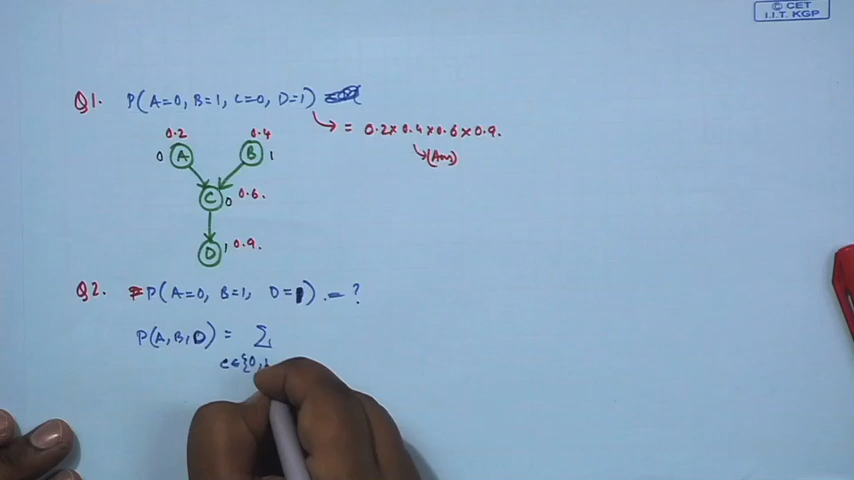 © CET
I.I.T. KGP
Q1. P(A=0, B=1, C=0, D=1)
= 0.2×0.4×0.6×0.9.
(Ans)
0.2 0.4
0 A B 1
C 0 0.6.
D 1 0.9.
Q2. P(A=0, B=1, D=1) = ?
P(A,B,D) = Σ
c∈{0,1